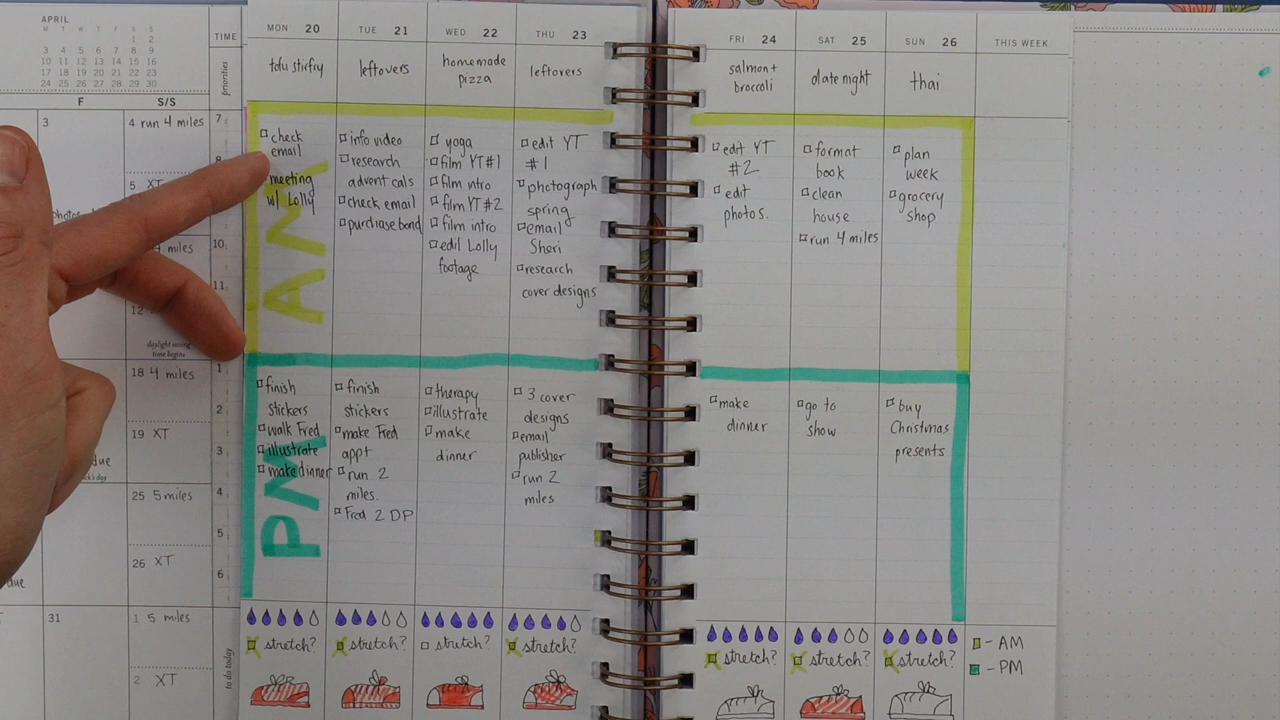 APRIL
M T W T F S S
1 2
3 4 5 6 7 8 9
10 11 12 13 14 15 16
17 18 19 20 21 22 23
24 25 26 27 28 29 30
F
S/S
3
4 run 4 miles
5 XT
photos
4 miles
12
daylight saving
time begins
18 4 miles
19 XT
due
25 5 miles
26 XT
due
31
1 5 miles
2 XT
TIME
priorities
7
8
10
11
1
2
3
4
5
6
to do today
MON 20
tofu stirfry
AM
check
email
meeting
w/ Lolly
PM
finish
stickers
walk Fred
illustrate
make dinner
stretch?
TUE 21
leftovers
info video
research
advent cals
check email
purchase bond
finish
stickers
make Fred
appt
run 2
miles
Fred 2 DP
stretch?
WED 22
homemade
pizza
yoga
film YT #1
film intro
film YT #2
film intro
edit Lolly
footage
therapy
illustrate
make
dinner
stretch?
THU 23
leftovers
edit YT
#1
photograph
spring
email
Sheri
research
cover designs
3 cover
designs
email
publisher
run 2
miles
stretch?
FRI 24
salmon +
broccoli
edit YT
#2
edit
photos.
make
dinner
stretch?
SAT 25
date night
format
book
clean
house
run 4 miles
go to
show
stretch?
SUN 26
thai
plan
week
grocery
shop
buy
Christmas
presents
stretch?
THIS WEEK
- AM
- PM